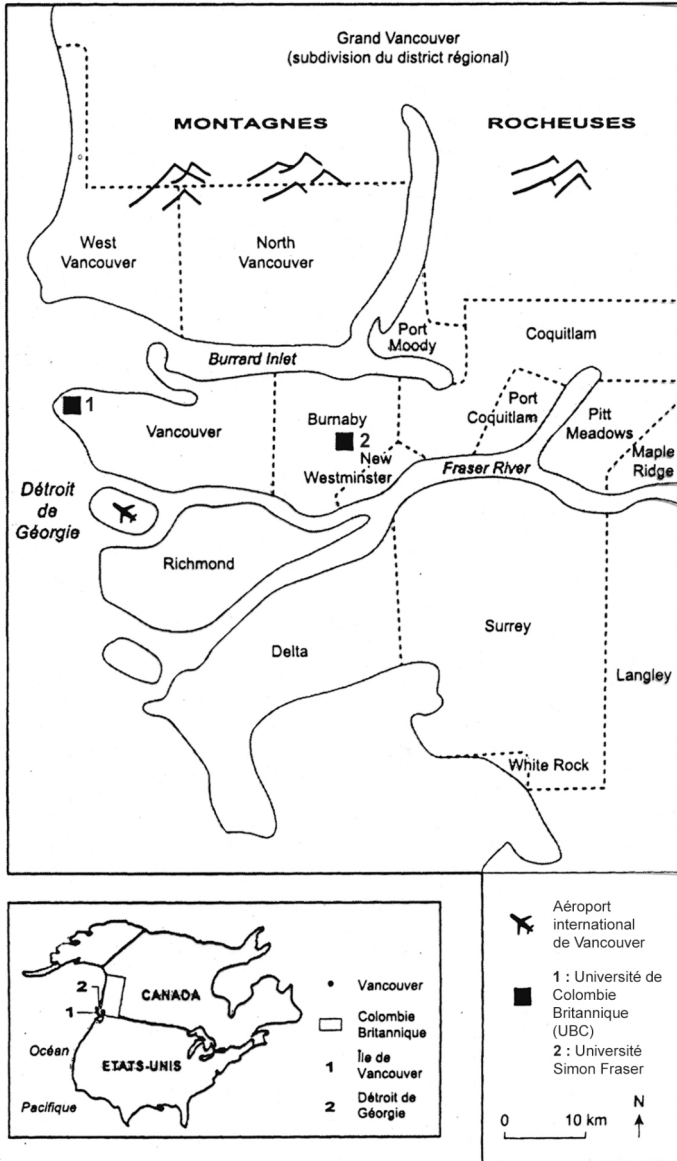 Grand Vancouver
(subdivision du district régional)
MONTAGNES
ROCHEUSES
West
Vancouver
North
Vancouver
Port
Moody
Coquitlam
Burrard Inlet
1
Vancouver
Burnaby
2
New
Westminster
Port
Coquitlam
Pitt
Meadows
Maple
Ridge
Fraser River
Détroit
de
Géorgie
Richmond
Delta
Surrey
Langley
White Rock
2
1
CANADA
ETATS-UNIS
Océan
Pacifique
Vancouver
Colombie
Britannique
1
Île de
Vancouver
2
Détroit de
Géorgie
Aéroport
international
de Vancouver
1 : Université de
Colombie
Britannique
(UBC)
2 : Université
Simon Fraser
N
0 10 km